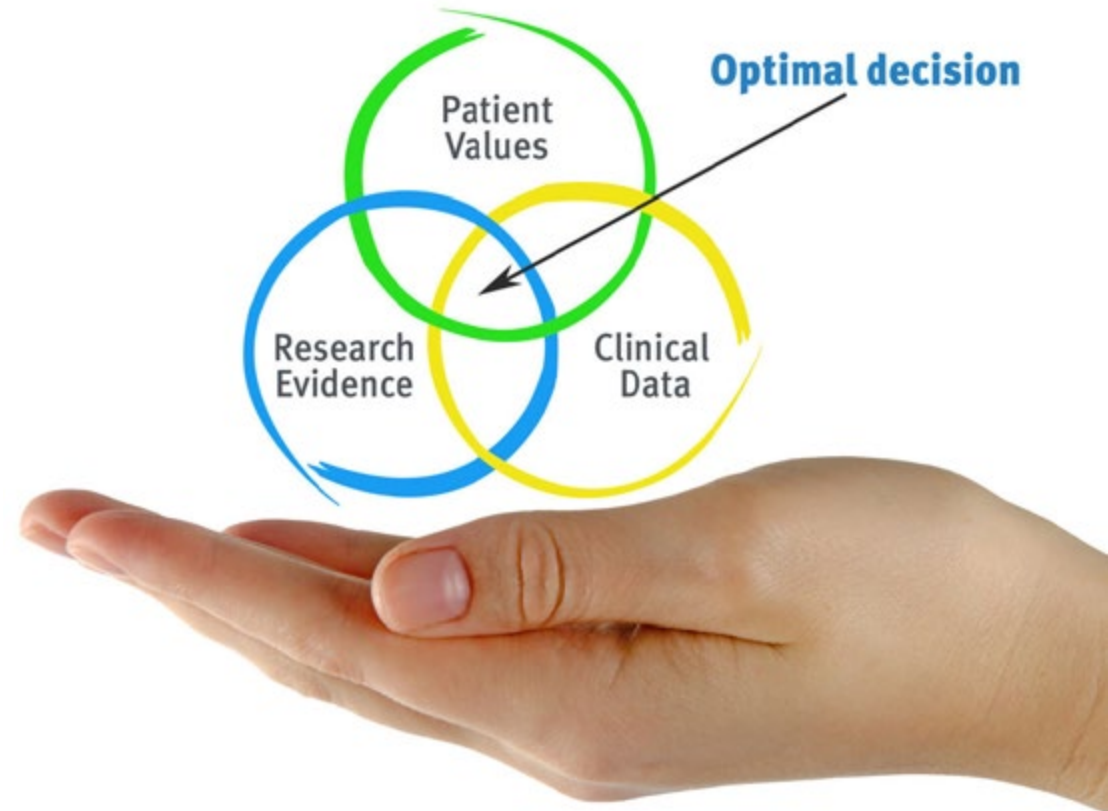 Optimal decision
Patient
Values
Research
Evidence
Clinical
Data